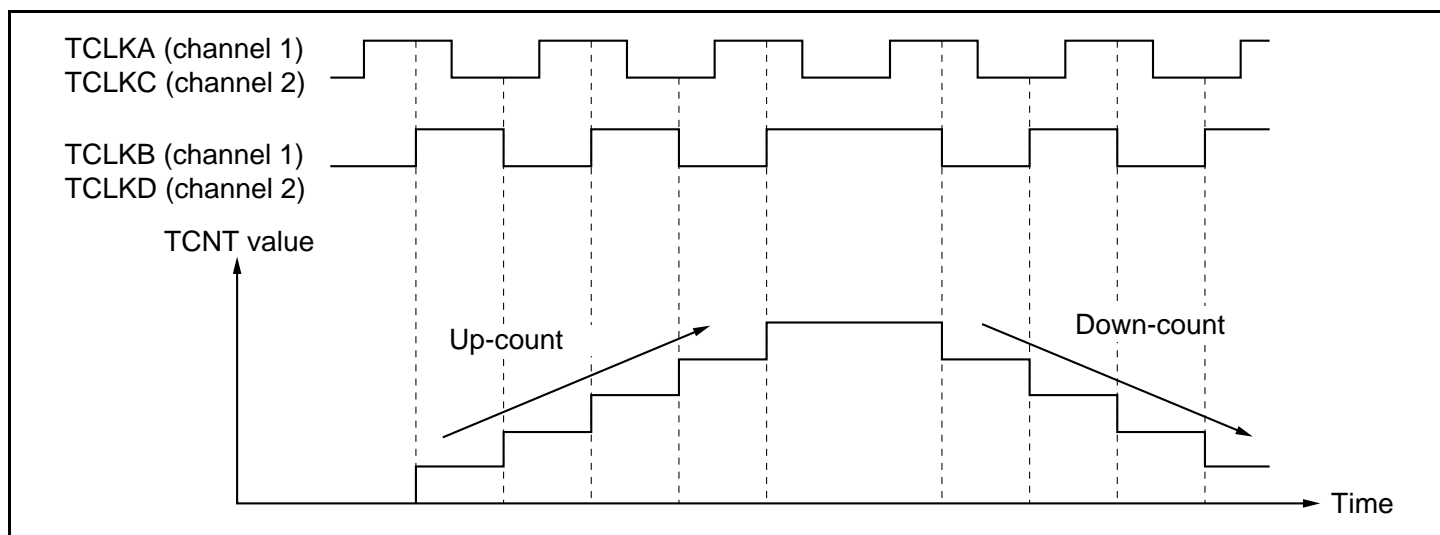 TCLKA (channel 1)
TCLKC (channel 2)
TCLKB (channel 1)
TCLKD (channel 2)
TCNT value
Up-count
Down-count
Time